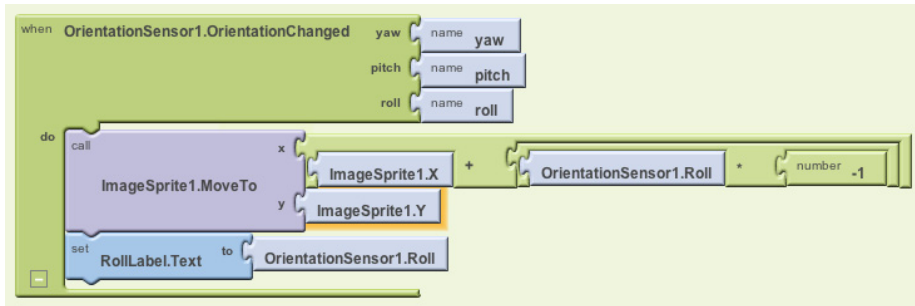 when OrientationSensor1.OrientationChanged yaw name yaw
pitch name pitch
roll name roll
do call ImageSprite1.MoveTo x ImageSprite1.X + OrientationSensor1.Roll * number -1
y ImageSprite1.Y
set RollLabel.Text to OrientationSensor1.Roll